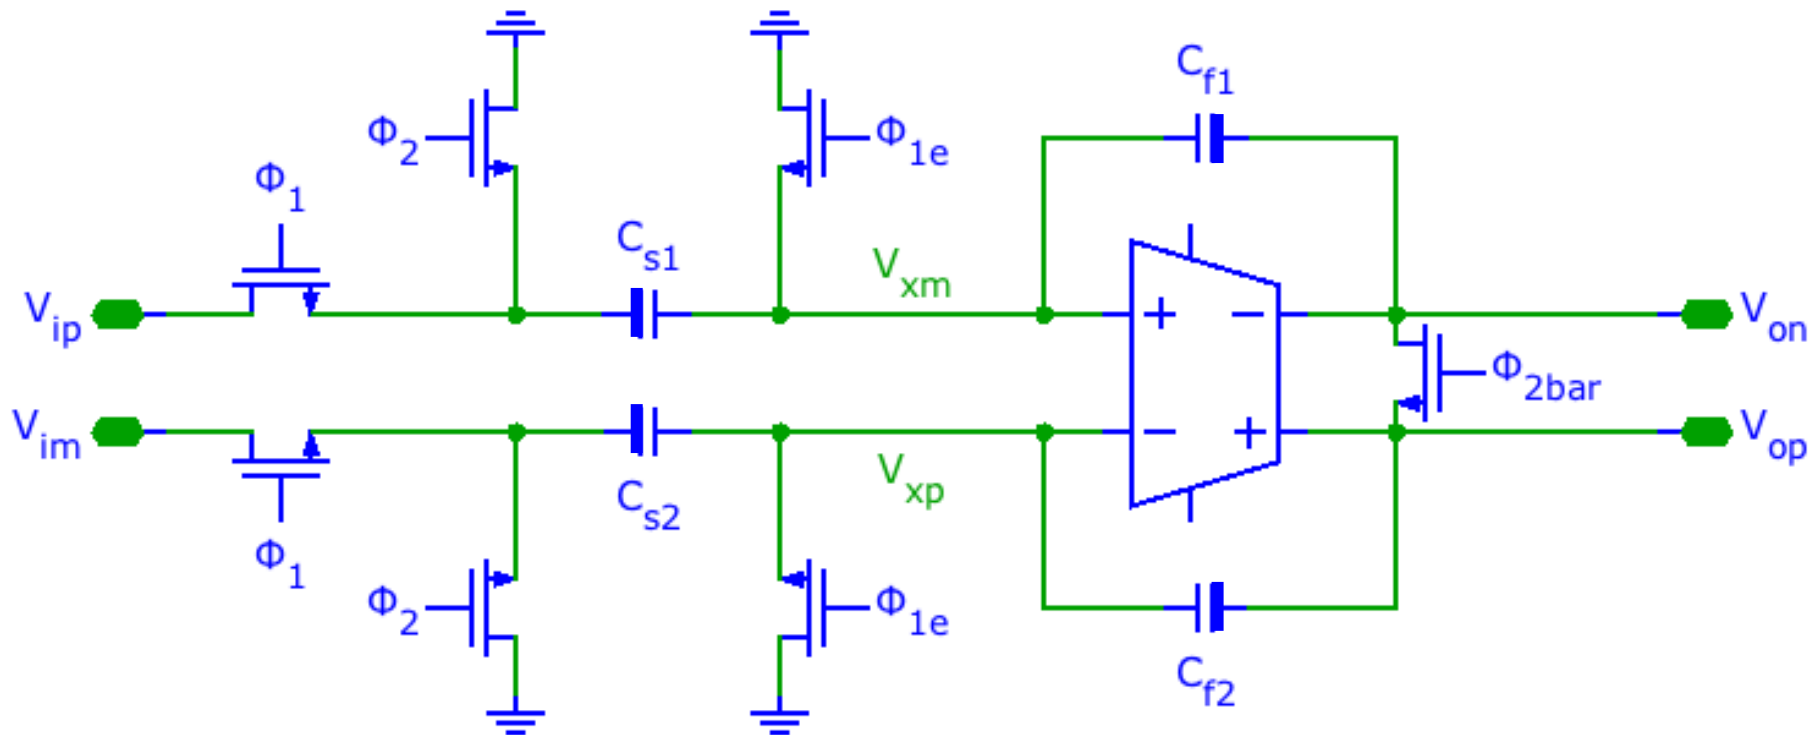 C_f1
Φ_2
Φ_1e
Φ_1
C_s1
V_xm
V_ip
+
−
V_on
Φ_2bar
V_im
−
+
V_op
V_xp
C_s2
Φ_1
Φ_2
Φ_1e
C_f2